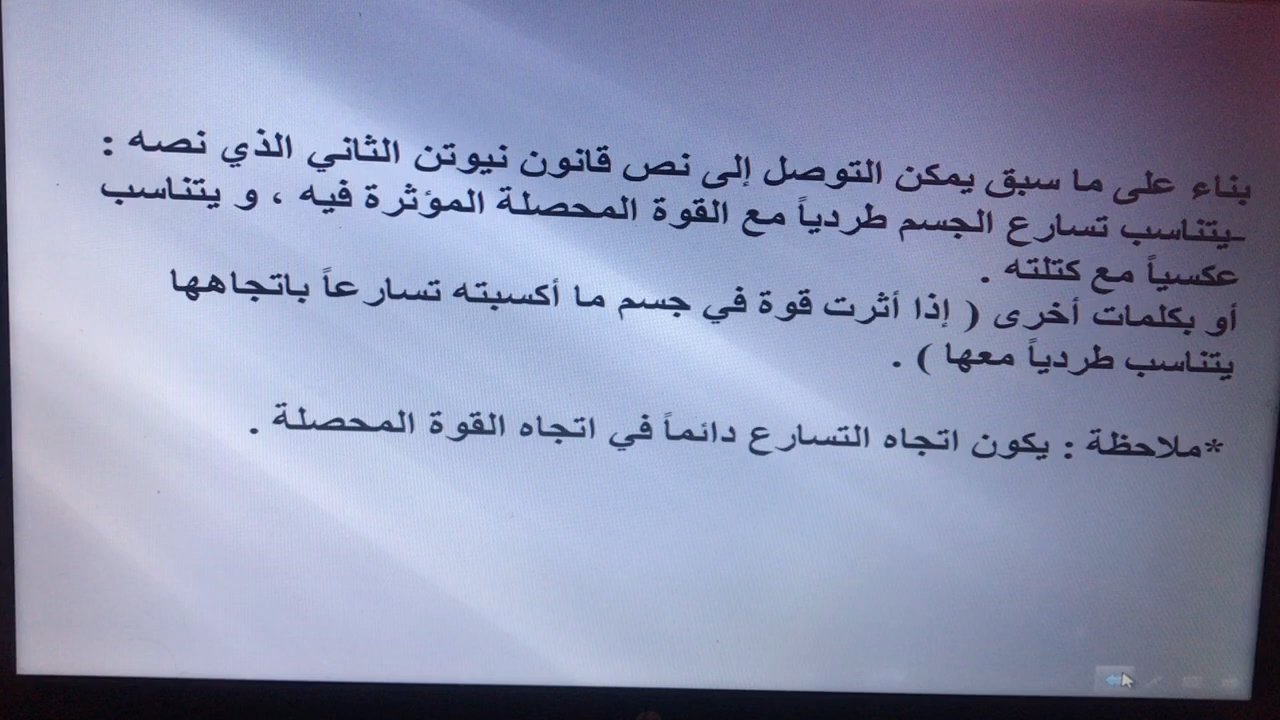 بناء على ما سبق يمكن التوصل إلى نص قانون نيوتن الثاني الذي نصه :
-يتناسب تسارع الجسم طردياً مع القوة المحصلة المؤثرة فيه ، و يتناسب
عكسياً مع كتلته .
أو بكلمات أخرى ( إذا أثرت قوة في جسم ما أكسبته تسارعاً باتجاهها
يتناسب طردياً معها ) .
*ملاحظة : يكون اتجاه التسارع دائماً في اتجاه القوة المحصلة .